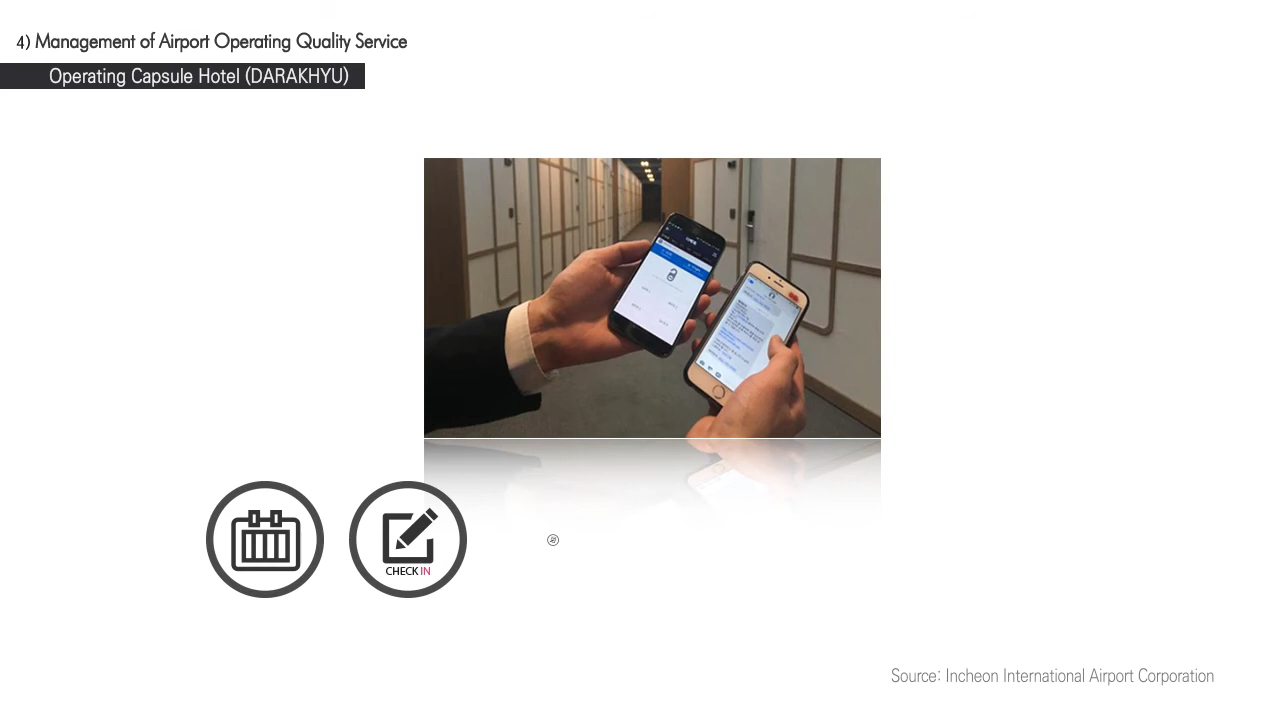 4) Management of Airport Operating Quality Service
Operating Capsule Hotel (DARAKHYU)
CHECK IN
Source: Incheon International Airport Corporation